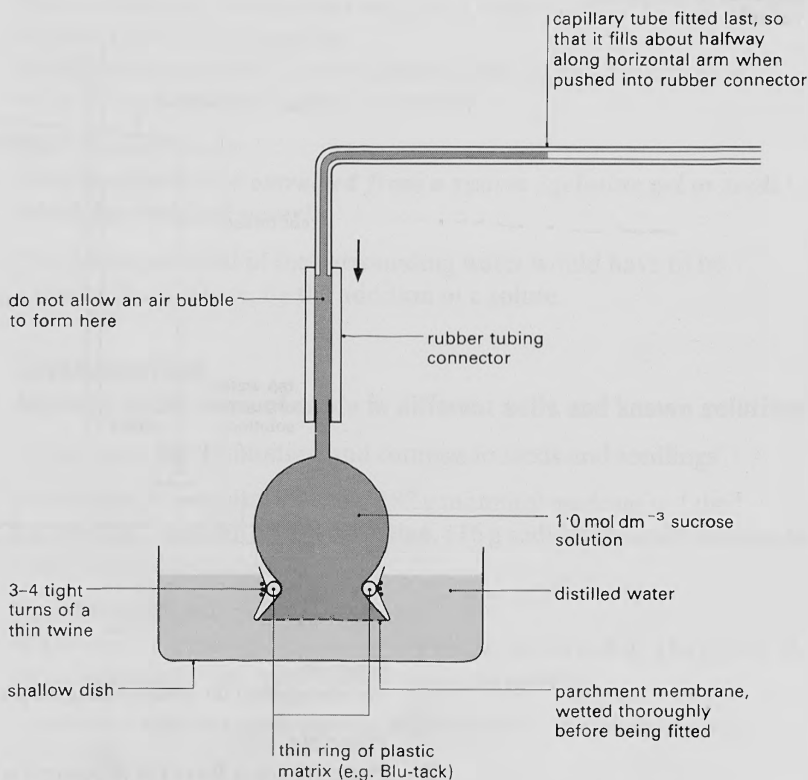 capillary tube fitted last, so
that it fills about halfway
along horizontal arm when
pushed into rubber connector
do not allow an air bubble
to form here
rubber tubing
connector
1·0 mol dm⁻³ sucrose
solution
3–4 tight
turns of a
thin twine
distilled water
shallow dish
parchment membrane,
wetted thoroughly
before being fitted
thin ring of plastic
matrix (e.g. Blu-tack)